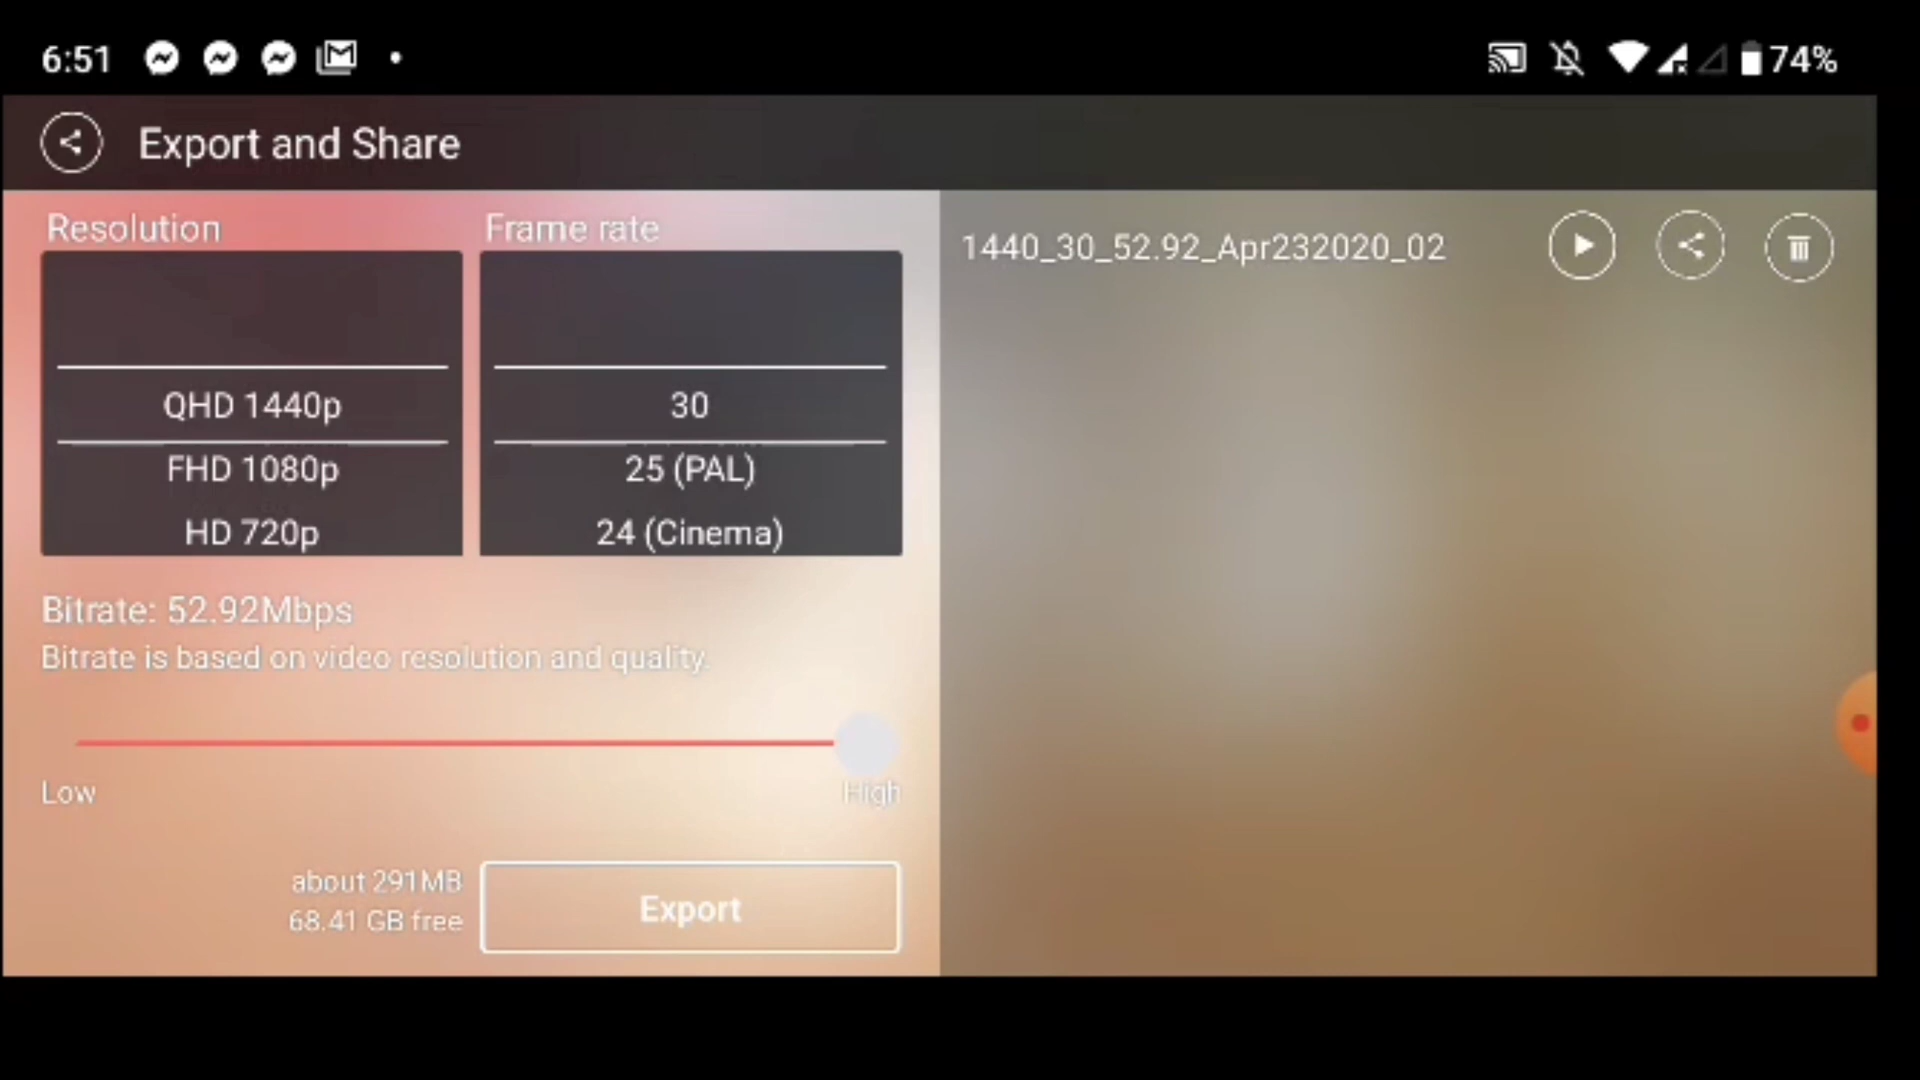 6:51
74%
Export and Share
Resolution
Frame rate
QHD 1440p
FHD 1080p
HD 720p
30
25 (PAL)
24 (Cinema)
Bitrate: 52.92Mbps
Bitrate is based on video resolution and quality.
Low
High
about 291MB
68.41 GB free
Export
1440_30_52.92_Apr232020_02